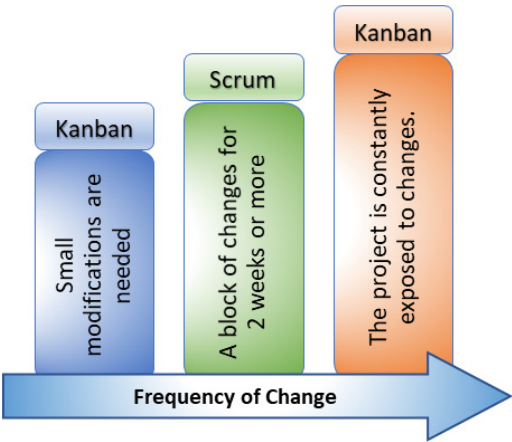 Kanban
Small
modifications are
needed
Scrum
A block of changes for
2 weeks or more
Kanban
The project is constantly
exposed to changes.
Frequency of Change